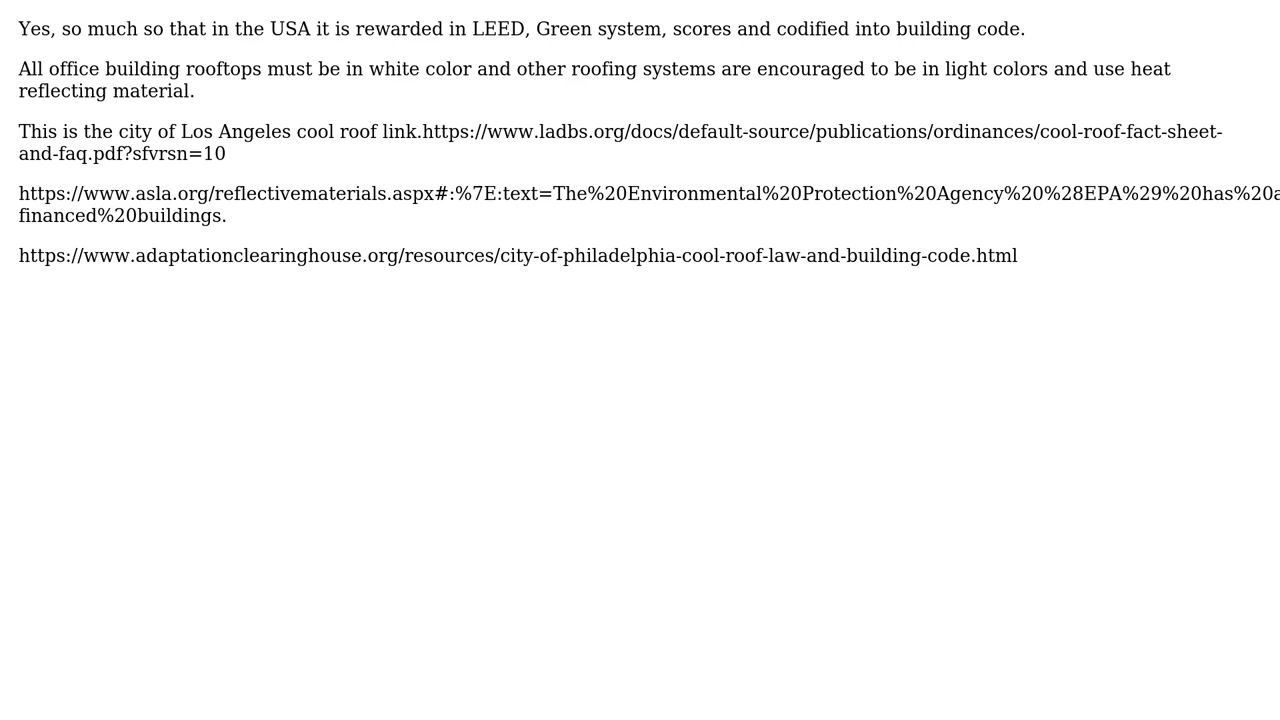 Yes, so much so that in the USA it is rewarded in LEED, Green system, scores and codified into building code.
All office building rooftops must be in white color and other roofing systems are encouraged to be in light colors and use heat
reflecting material.
This is the city of Los Angeles cool roof link.https://www.ladbs.org/docs/default-source/publications/ordinances/cool-roof-fact-sheet-
and-faq.pdf?sfvrsn=10
https://www.asla.org/reflectivematerials.aspx#:%7E:text=The%20Environmental%20Protection%20Agency%20%28EPA%29%20has%20a
financed%20buildings.
https://www.adaptationclearinghouse.org/resources/city-of-philadelphia-cool-roof-law-and-building-code.html